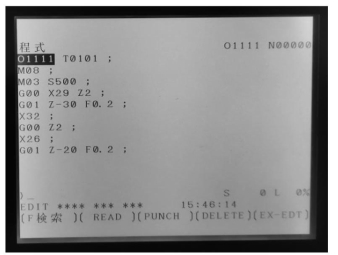 程式 O1111 N00000
O1111 T0101 ;
M08 ;
M03 S500 ;
G00 X29 Z2 ;
G01 Z-30 F0.2 ;
X32 ;
G00 Z2 ;
X26 ;
G01 Z-20 F0.2 ;
)_
S 0 L 0%
EDIT **** *** *** 15:46:14
(F検索 )( READ )(PUNCH )(DELETE)(EX-EDT)